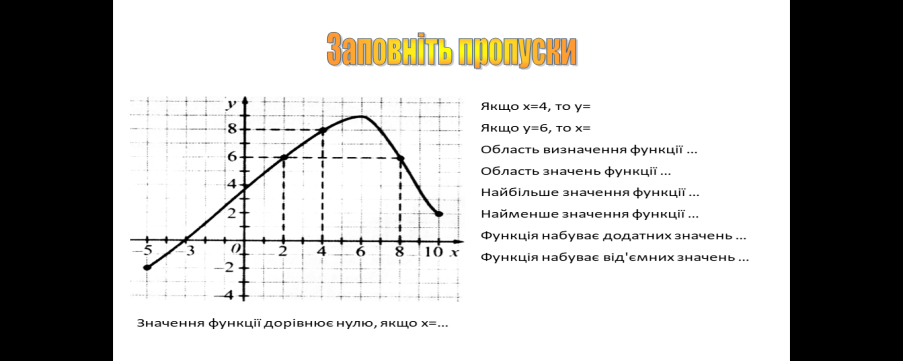 Заповніть пропуски
y
8
6
4
2
-5
-3
0
2
4
6
8
10
x
-2
-4
Якщо x=4, то y=
Якщо y=6, то x=
Область визначення функції ...
Область значень функції ...
Найбільше значення функції ...
Найменше значення функції ...
Функція набуває додатних значень ...
Функція набуває від'ємних значень ...
Значення функції дорівнює нулю, якщо x=...